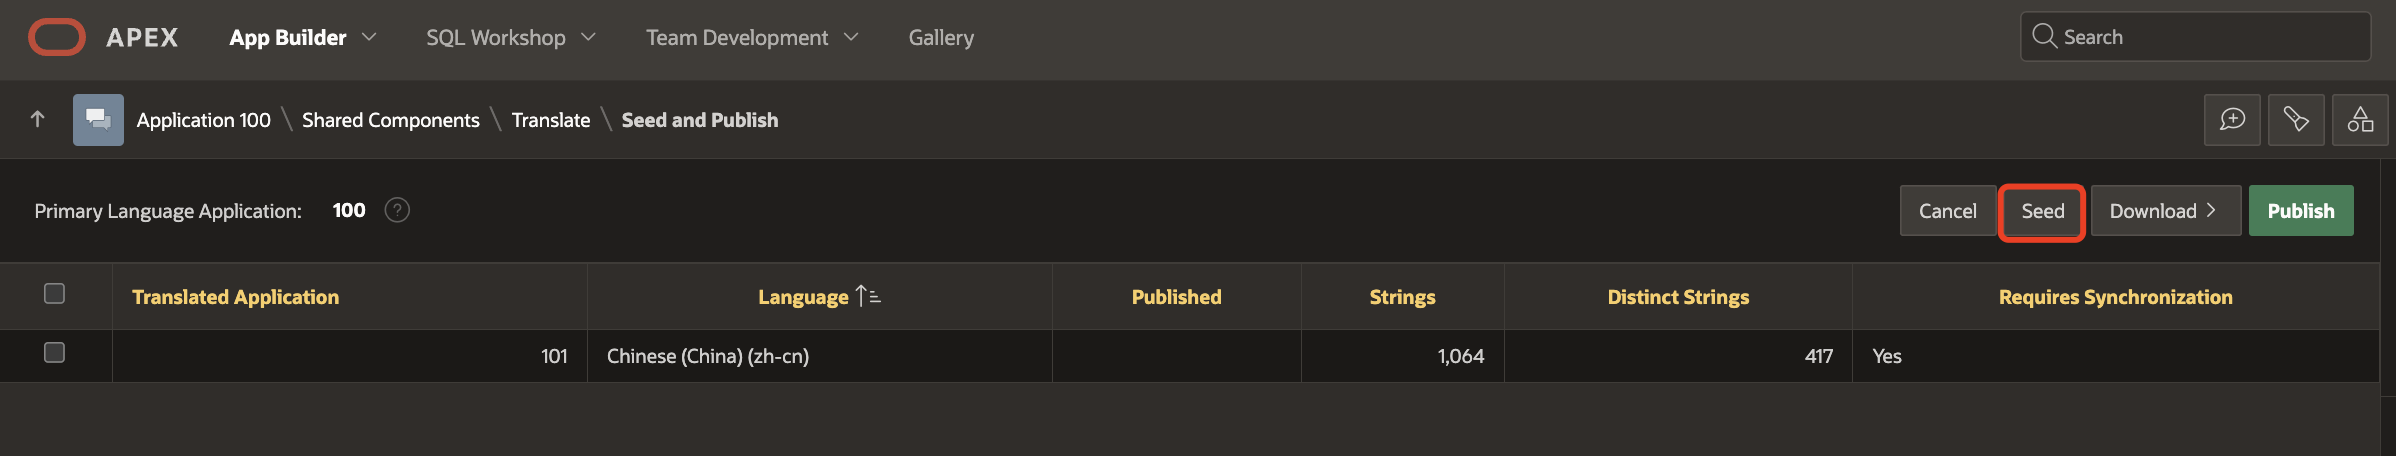 APEX App Builder SQL Workshop Team Development Gallery Search
Application 100 \ Shared Components \ Translate \ Seed and Publish
Primary Language Application: 100 ? Cancel Seed Download > Publish
Translated Application Language Published Strings Distinct Strings Requires Synchronization
101 Chinese (China) (zh-cn) 1,064 417 Yes